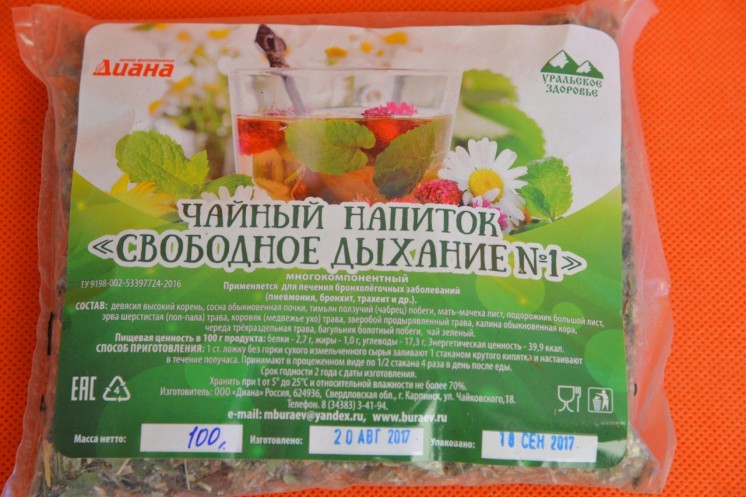 Диана
УРАЛЬСКОЕ
ЗДОРОВЬЕ
ЧАЙНЫЙ НАПИТОК
«СВОБОДНОЕ ДЫХАНИЕ №1»
многокомпонентный
ТУ 9198-002-53397724-2016
Применяется для лечения бронхолёгочных заболеваний
(пневмония, бронхит, трахеит и др.).
СОСТАВ: девясил высокий корень, сосна обыкновенная почки, тимьян ползучий (чабрец) побеги, мать-мачеха лист, подорожник большой лист,
эрва шерстистая (пол-пала) трава, коровяк (медвежье ухо) трава, зверобой продырявленный трава, калина обыкновенная кора,
череда трёхраздельная трава, багульник болотный побеги, чай зеленый.
Пищевая ценность в 100 г продукта: белки - 2,7 г, жиры - 1,0 г, углеводы - 17,3 г, Энергетическая ценность - 39,9 ккал.
СПОСОБ ПРИГОТОВЛЕНИЯ: 1 ст. ложку без горки сухого измельченного сырья заливают 1 стаканом крутого кипятка и настаивают
в течение получаса. Принимают в процеженном виде по 1/2 стакана 4 раза в день после еды.
Срок годности 2 года с даты изготовления.
Хранить при t от 5° до 25°С и относительной влажности не более 70%.
Изготовитель: ООО «Диана» Россия, 624936, Свердловская обл., г. Карпинск, ул. Чайковского,18.
Телефон. 8 (34383) 3-41-94.
e-mail: mburaev@yandex.ru, www.buraev.ru
ЕАС
Масса нетто: 100г. Изготовлено: 20 АВГ 2017 Упаковано: 18 СЕН 2017